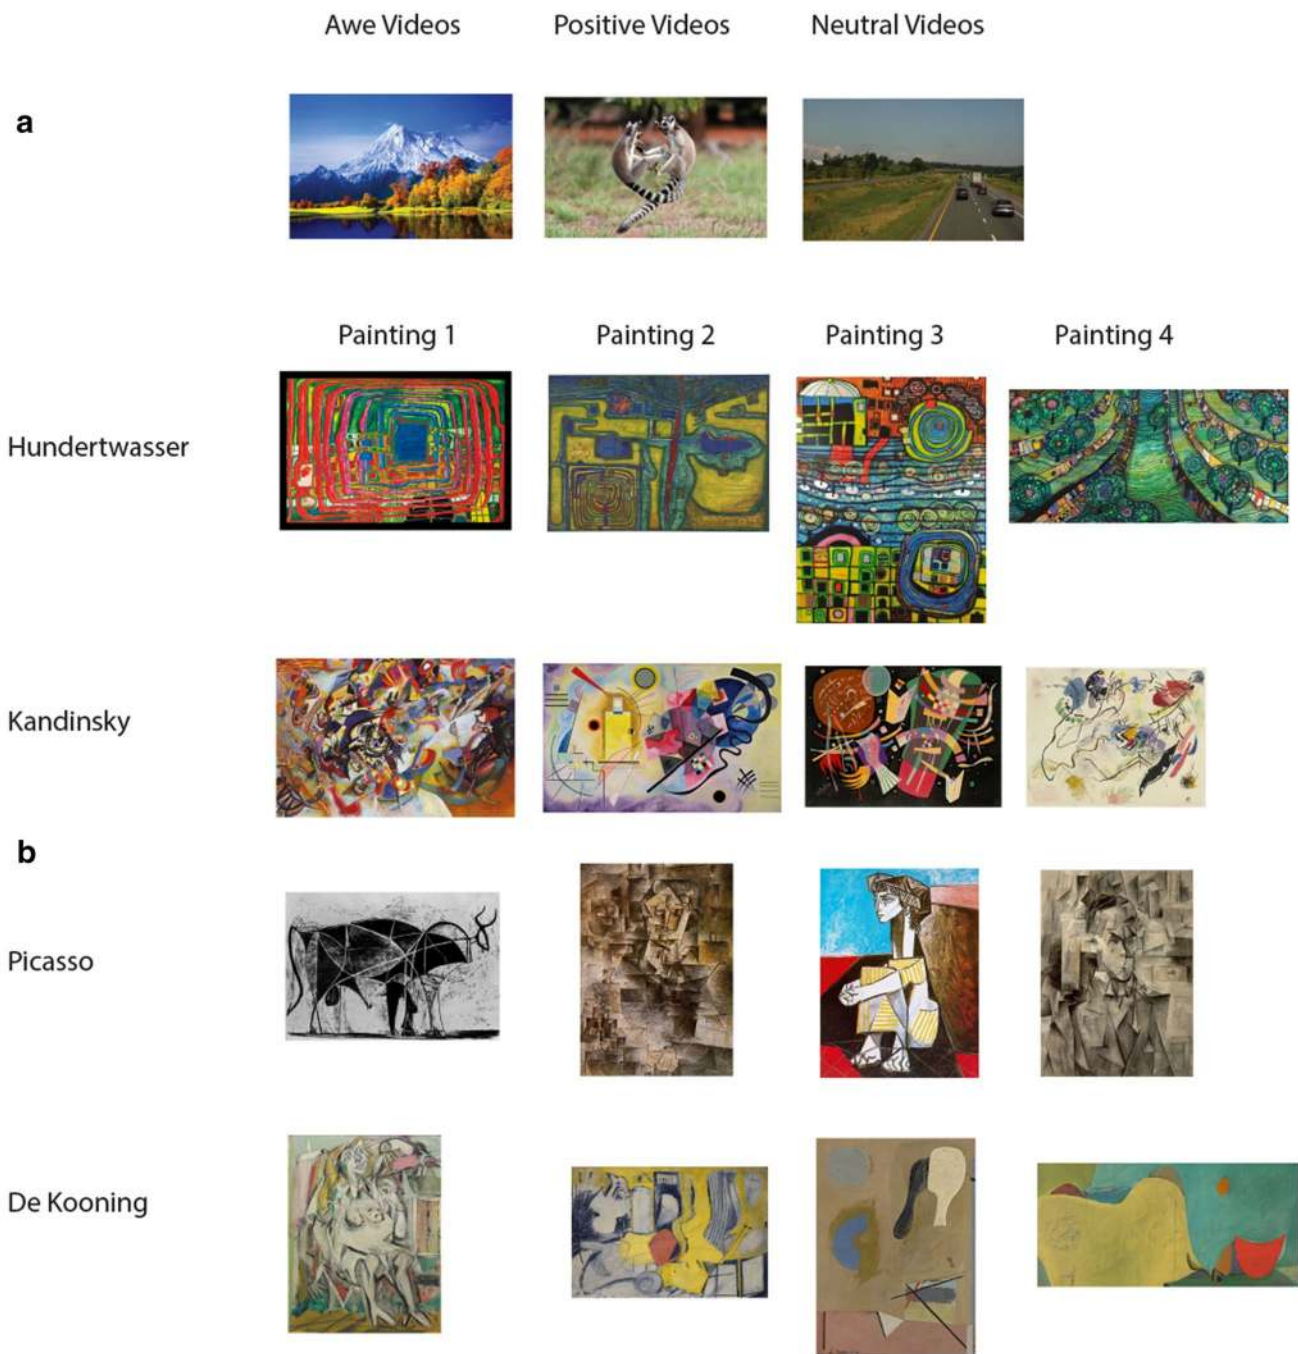 Awe Videos Positive Videos Neutral Videos
a
Painting 1 Painting 2 Painting 3 Painting 4
Hundertwasser
Kandinsky
b
Picasso
De Kooning